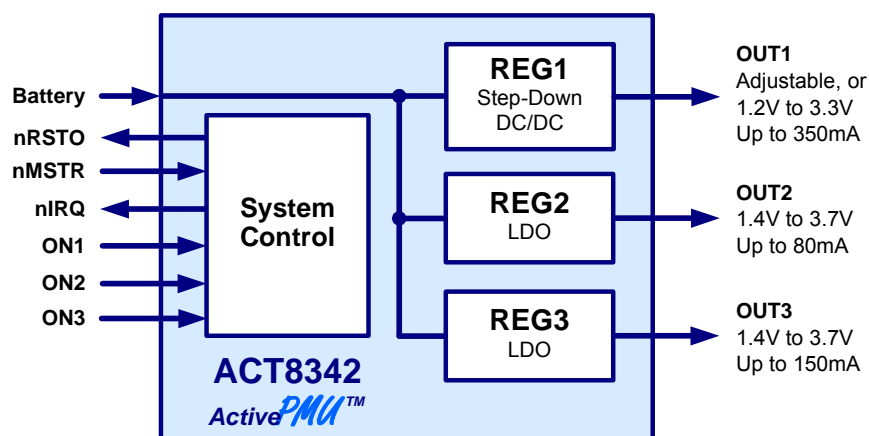 Battery
nRSTO
nMSTR
nIRQ
ON1
ON2
ON3
System
Control
ACT8342
ActivePMU™
REG1
Step-Down
DC/DC
REG2
LDO
REG3
LDO
OUT1
Adjustable, or
1.2V to 3.3V
Up to 350mA
OUT2
1.4V to 3.7V
Up to 80mA
OUT3
1.4V to 3.7V
Up to 150mA